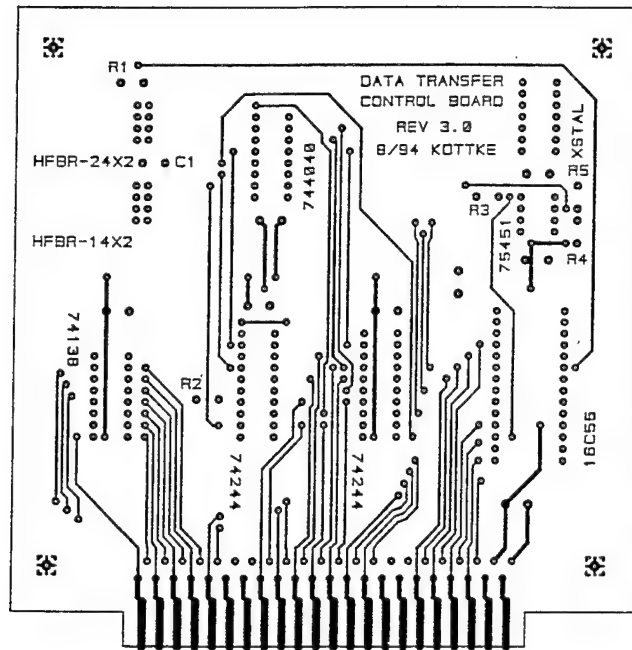 R1
DATA TRANSFER
CONTROL BOARD
REV 3.0
8/94 KOTTKE
XSTAL
HFBR-24X2
C1
744040
R5
R3
HFBR-14X2
75451
R4
74138
R2
74244
74244
16C56